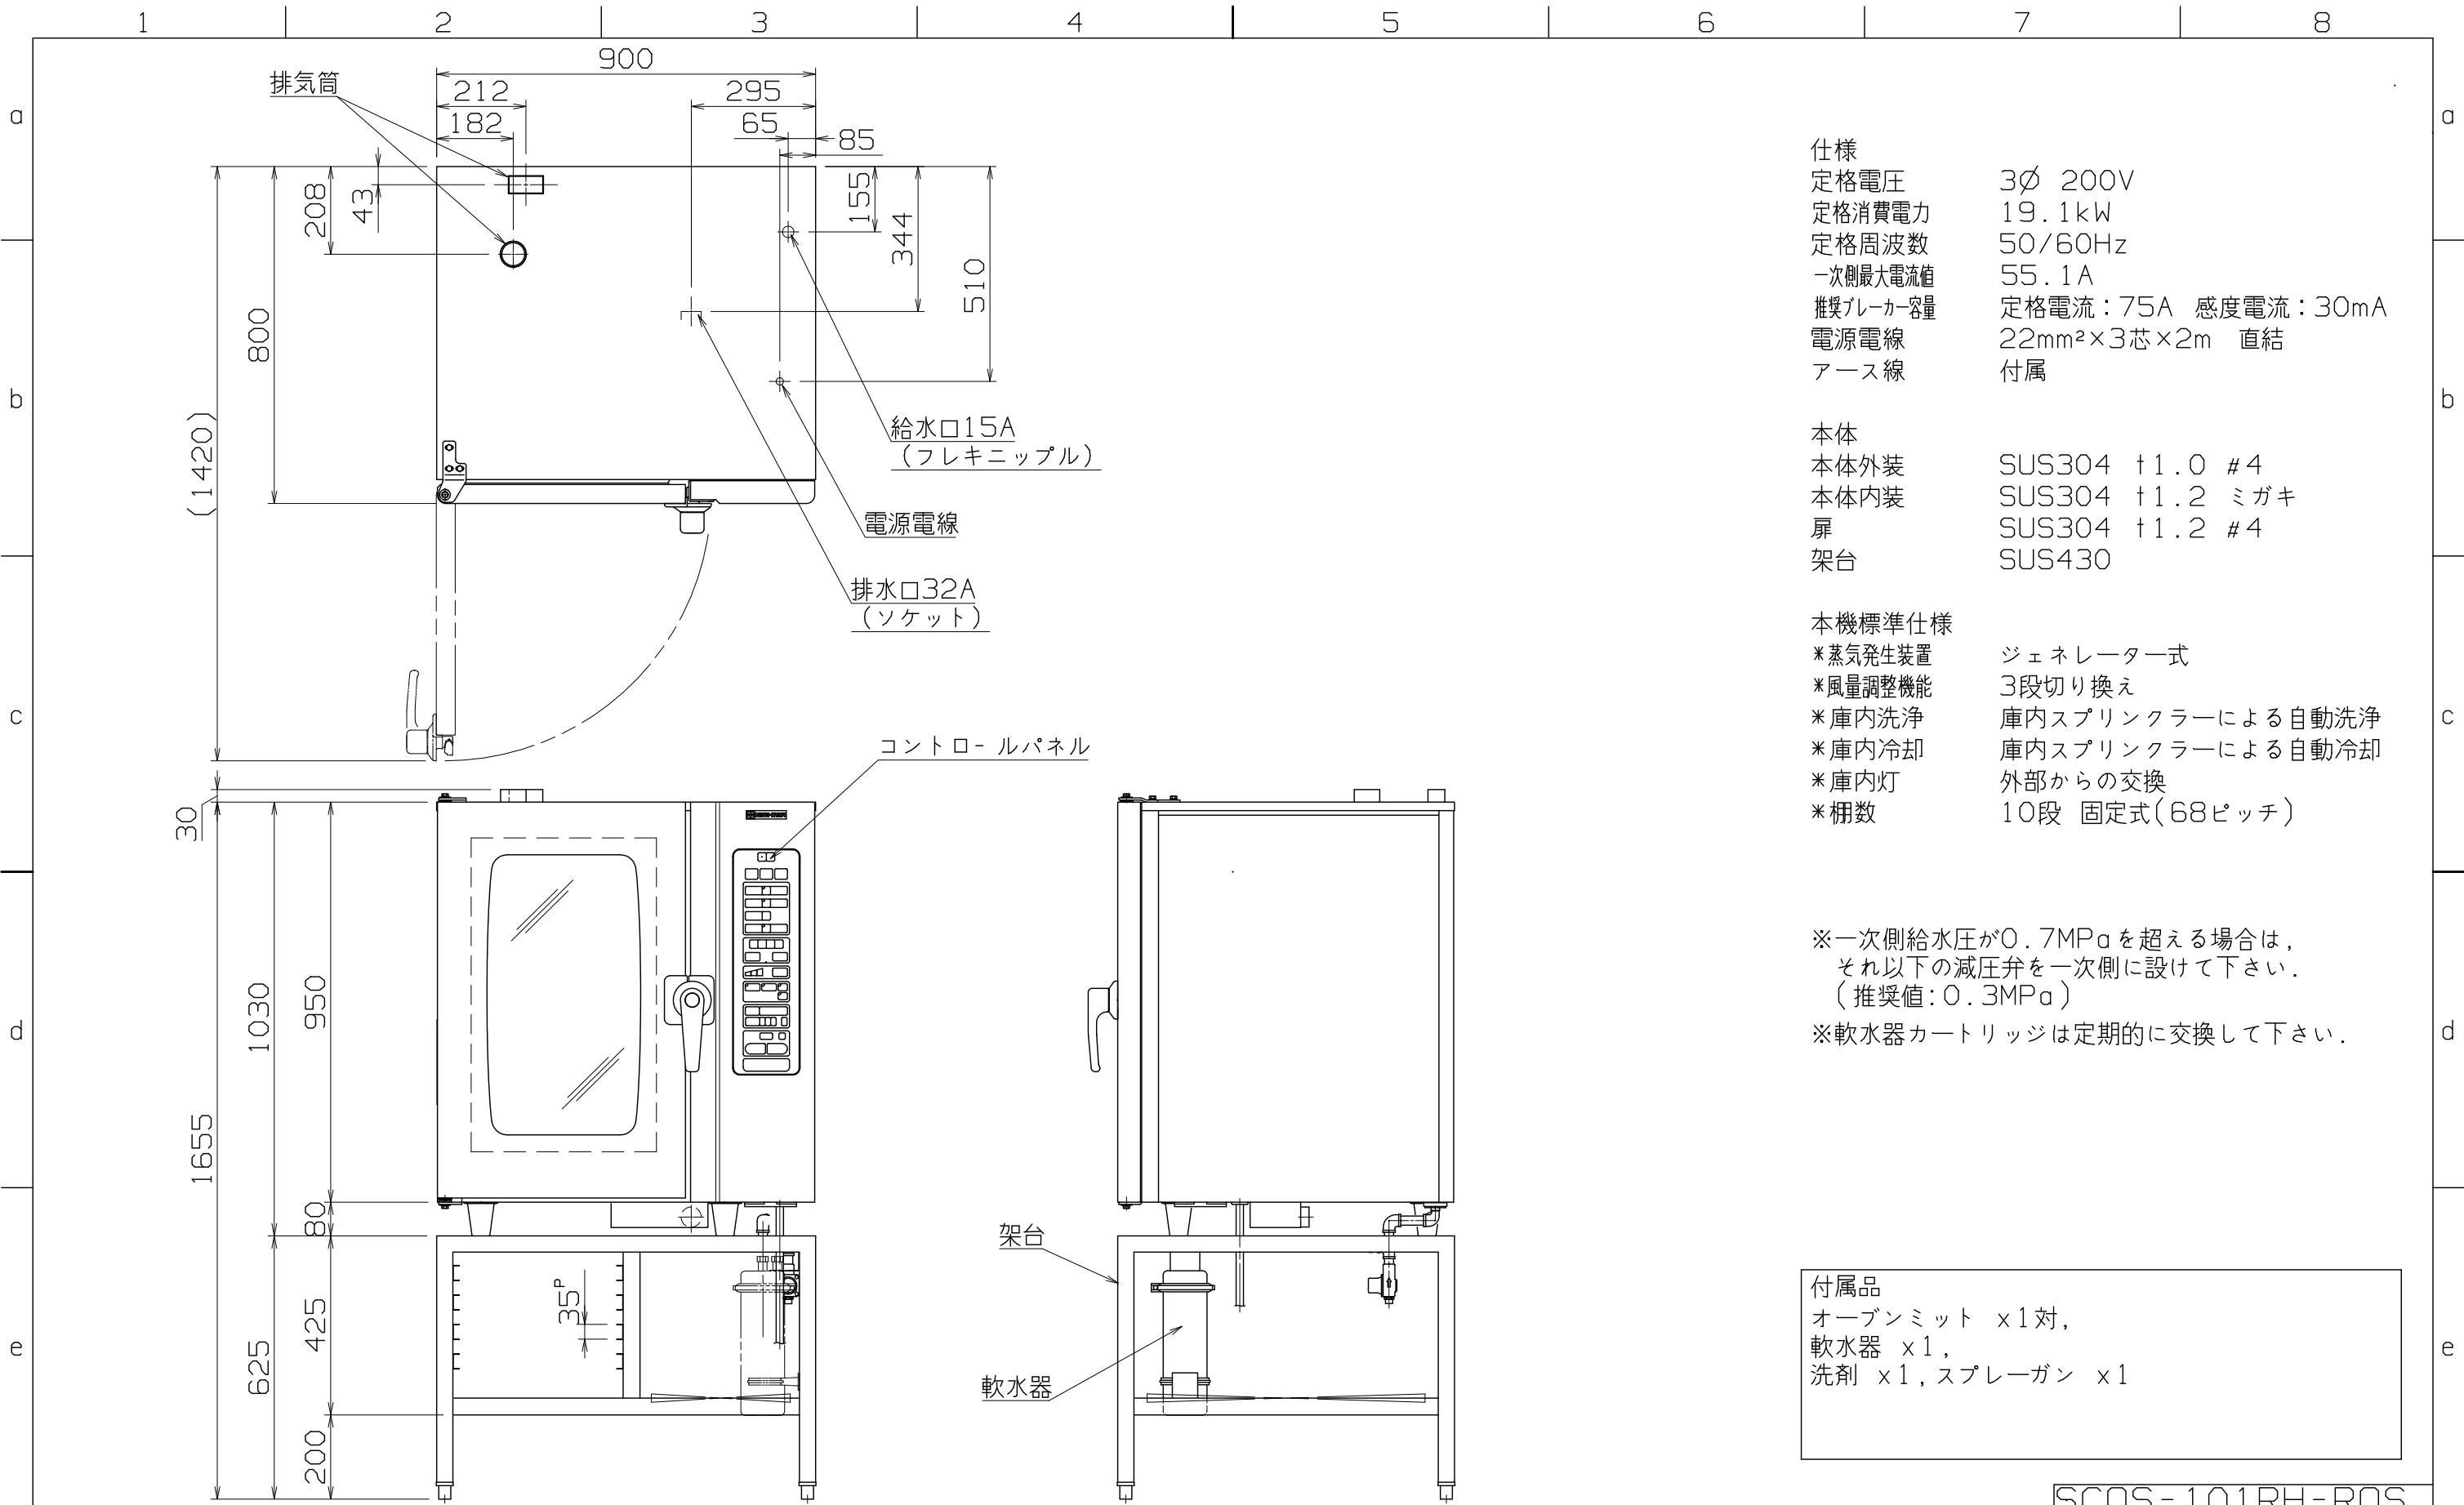 1 2 3 4 5 6 7 8
a a
b b
c c
d d
e e
排気筒
900
212
295
182
65
85
208
43
155
344
510
800
(1420)
給水口15A
(フレキニップル)
電源電線
排水口32A
(ソケット)
コントロールパネル
30
1030
950
1655
80
425
35P
625
200
架台
軟水器
仕様
定格電圧 3Ø 200V
定格消費電力 19.1kW
定格周波数 50/60Hz
一次側最大電流値 55.1A
推奨ブレーカー容量 定格電流:75A 感度電流:30mA
電源電線 22mm²×3芯×2m 直結
アース線 付属
本体
本体外装 SUS304 t1.0 #4
本体内装 SUS304 t1.2 ミガキ
扉 SUS304 t1.2 #4
架台 SUS430
本機標準仕様
*蒸気発生装置 ジェネレーター式
*風量調整機能 3段切り換え
*庫内洗浄 庫内スプリンクラーによる自動洗浄
*庫内冷却 庫内スプリンクラーによる自動冷却
*庫内灯 外部からの交換
*棚数 10段 固定式(68ピッチ)
※一次側給水圧が0.7MPaを超える場合は,
それ以下の減圧弁を一次側に設けて下さい.
(推奨値:0.3MPa)
※軟水器カートリッジは定期的に交換して下さい.
付属品
オーブンミット x1対,
軟水器 x1,
洗剤 x1,スプレーガン x1
SCOS-101RH-ROS